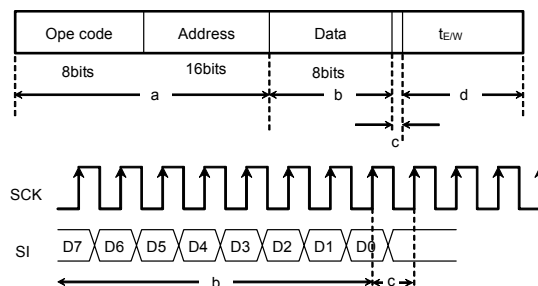 Ope code Address Data tE/W
8bits 16bits 8bits
a b d
c
SCK
SI D7 D6 D5 D4 D3 D2 D1 D0
b c